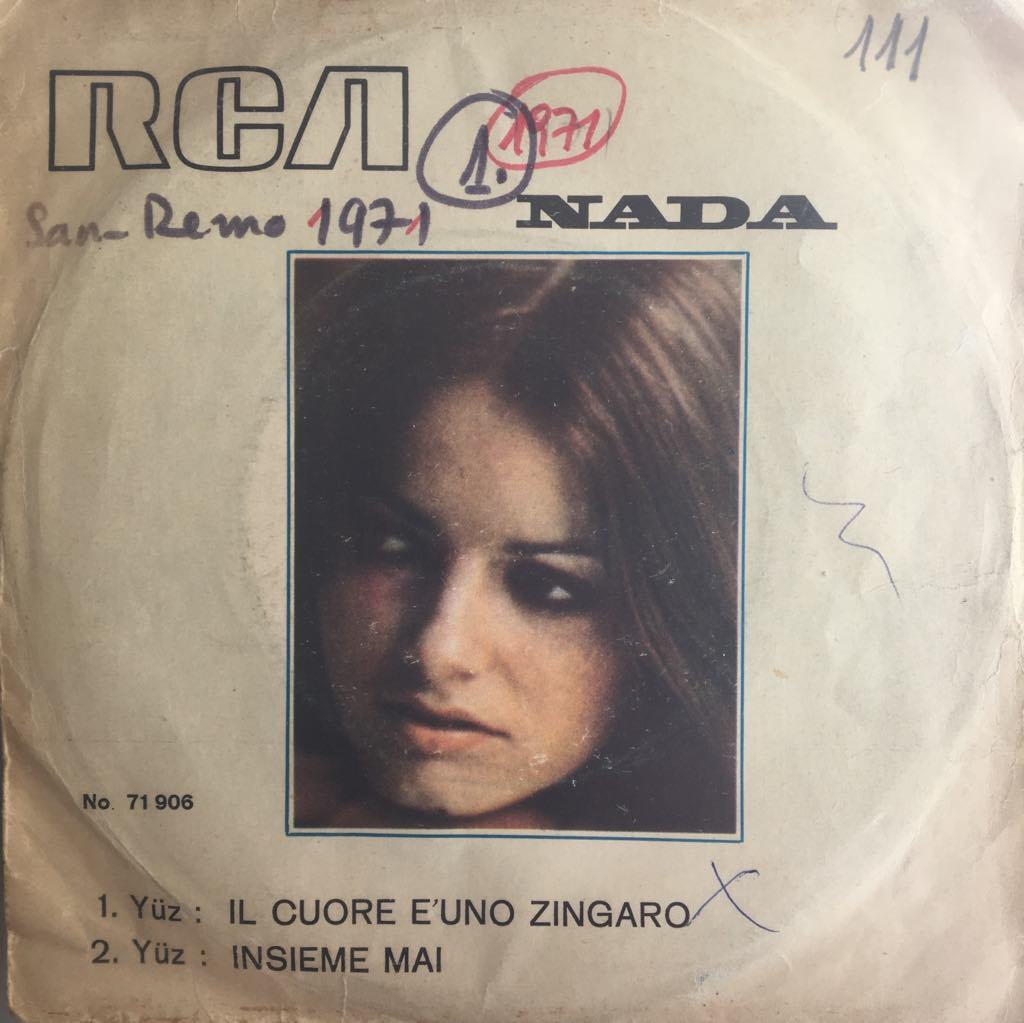 111
RCA
1. 1971
San-Remo 1971
NADA
No. 71 906
1. Yüz : IL CUORE E'UNO ZINGARO
2. Yüz : INSIEME MAI